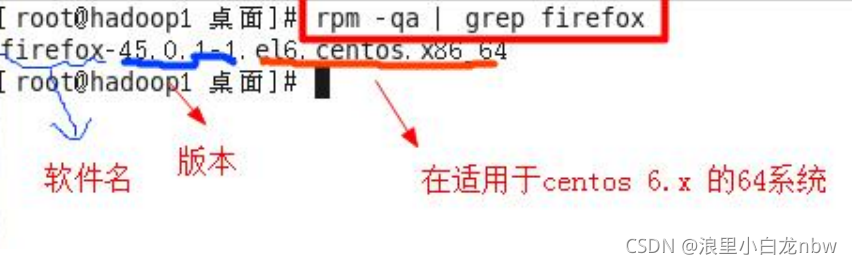 [root@hadoop1 桌面]# rpm -qa | grep firefox
firefox-45.0.1-1.el6.centos.x86_64
[root@hadoop1 桌面]#
软件名
版本
在适用于centos 6.x 的64系统
CSDN @浪里小白龙nbw